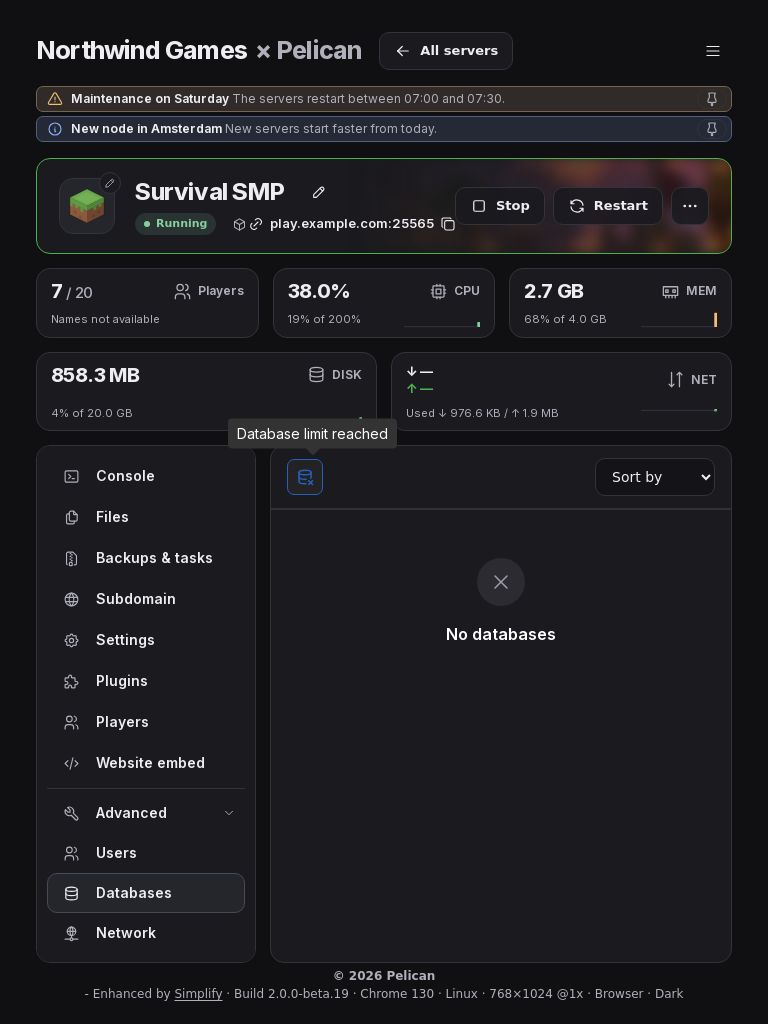 Northwind Games × Pelican
All servers
Maintenance on Saturday The servers restart between 07:00 and 07:30.
New node in Amsterdam New servers start faster from today.
Survival SMP
Running
play.example.com:25565
Stop
Restart
7 / 20
Players
Names not available
38.0%
CPU
19% of 200%
2.7 GB
MEM
68% of 4.0 GB
858.3 MB
DISK
4% of 20.0 GB
↓ —
↑ —
NET
Used ↓ 976.6 KB / ↑ 1.9 MB
Database limit reached
Console
Files
Backups & tasks
Subdomain
Settings
Plugins
Players
Website embed
Advanced
Users
Databases
Network
Sort by
No databases
© 2026 Pelican
- Enhanced by Simplify · Build 2.0.0-beta.19 · Chrome 130 · Linux · 768×1024 @1x · Browser · Dark